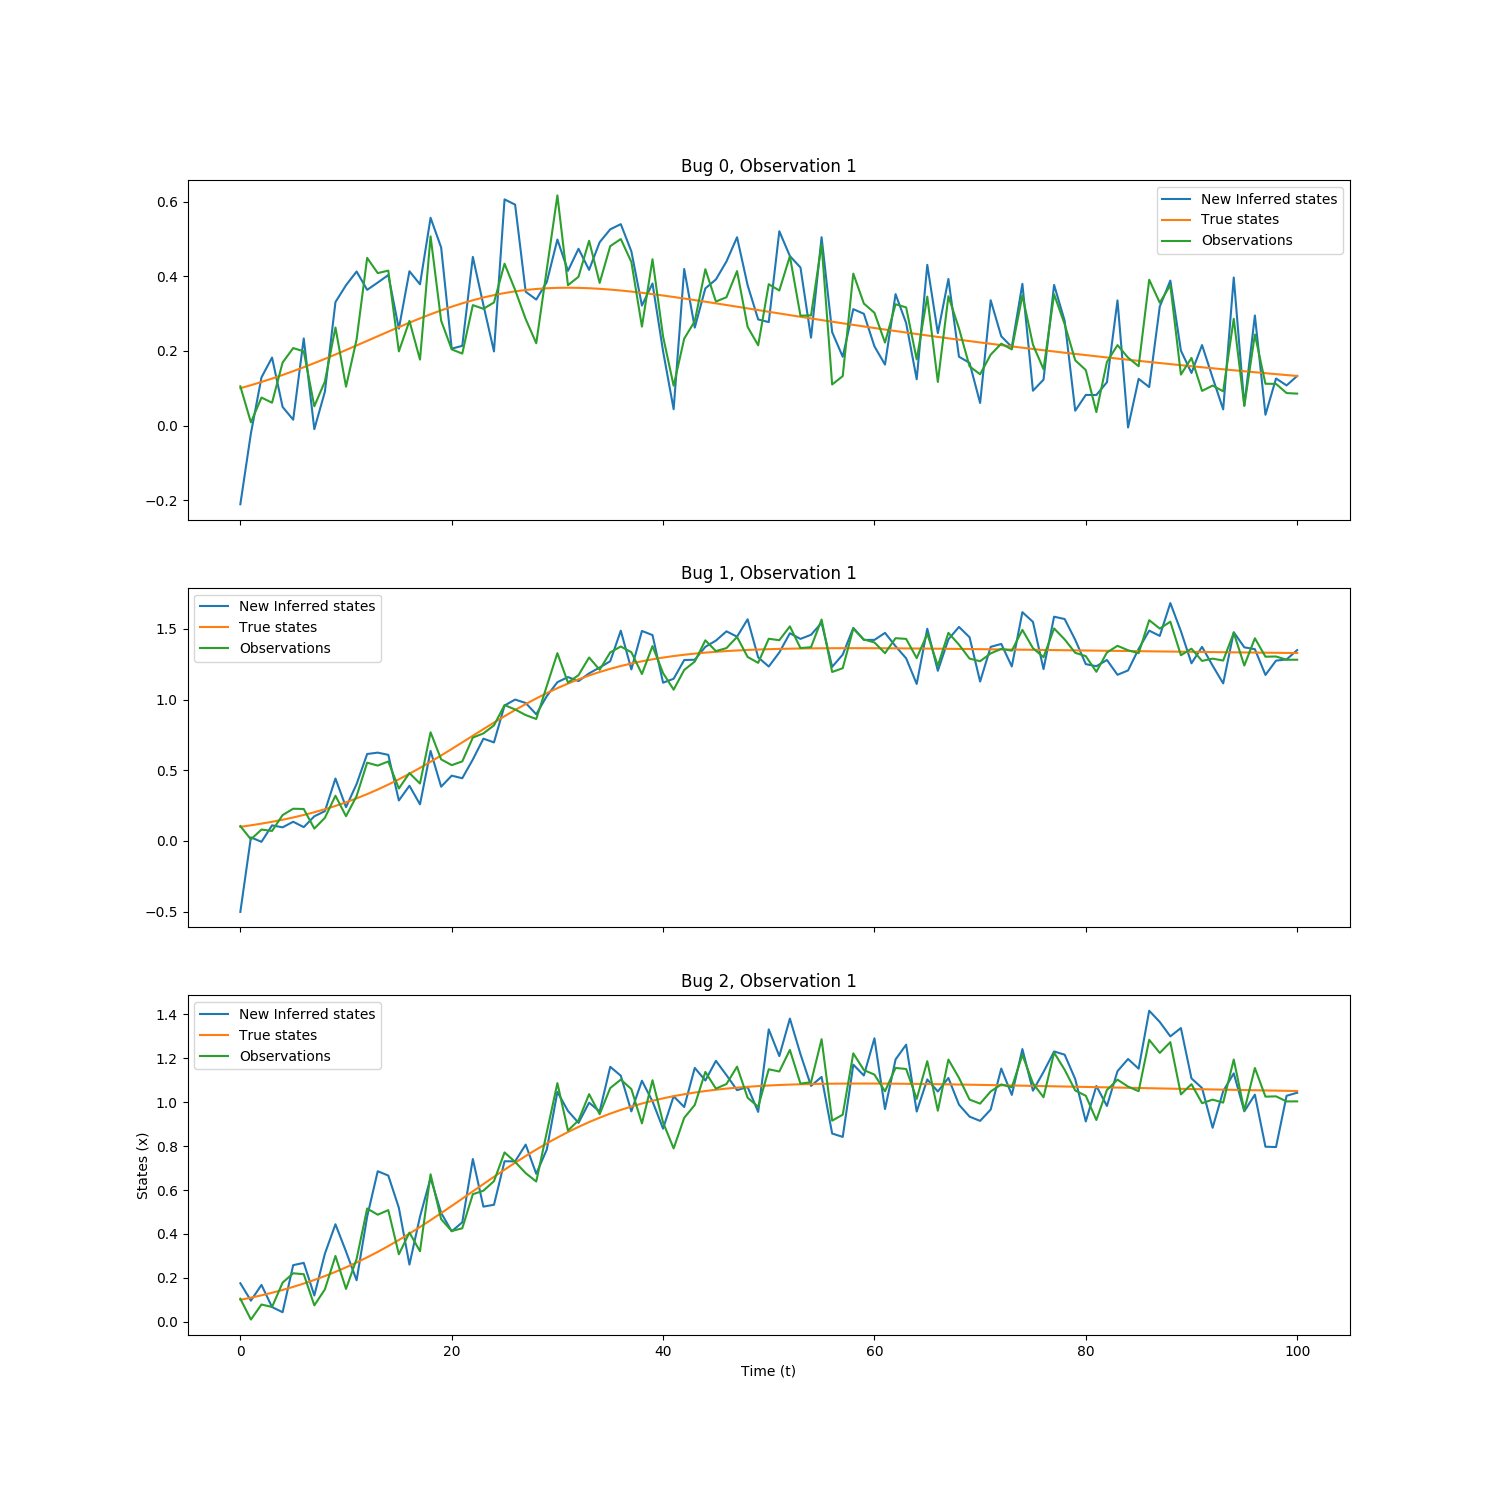 Bug 0, Observation 1
New Inferred states
True states
Observations
0.6
0.4
0.2
0.0
−0.2
Bug 1, Observation 1
New Inferred states
True states
Observations
1.5
1.0
0.5
0.0
−0.5
Bug 2, Observation 1
New Inferred states
True states
Observations
1.4
1.2
1.0
0.8
0.6
0.4
0.2
0.0
States (x)
0 20 40 60 80 100
Time (t)